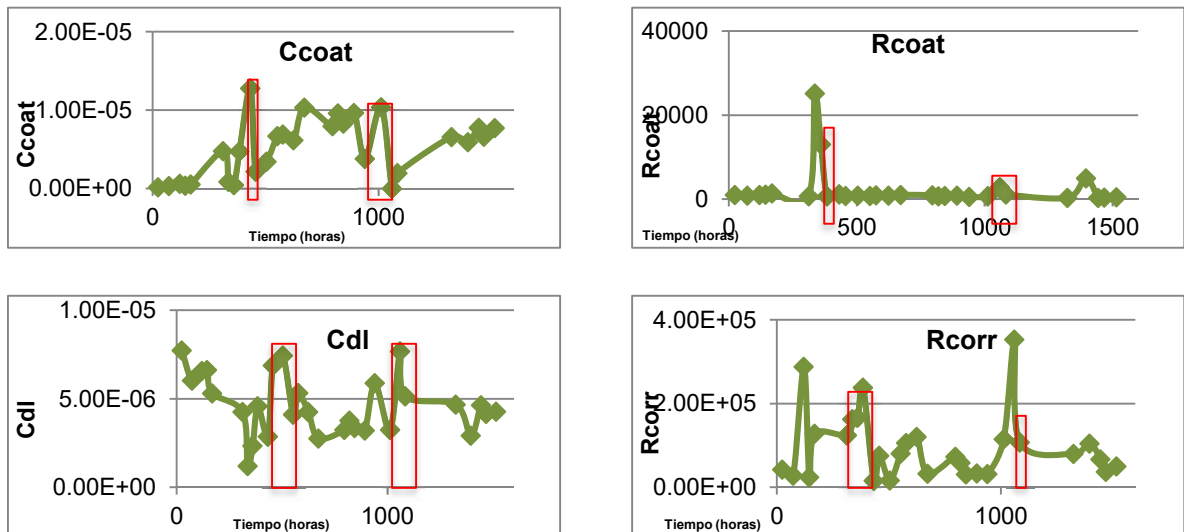 2.00E-05
Ccoat
Ccoat
1.00E-05
0.00E+00
0
1000
Tiempo (horas)
40000
Rcoat
Rcoat
20000
0
0
500
1000
1500
Tiempo (horas)
1.00E-05
Cdl
Cdl
5.00E-06
0.00E+00
0
1000
Tiempo (horas)
4.00E+05
Rcorr
Rcorr
2.00E+05
0.00E+00
0
1000
Tiempo (horas)